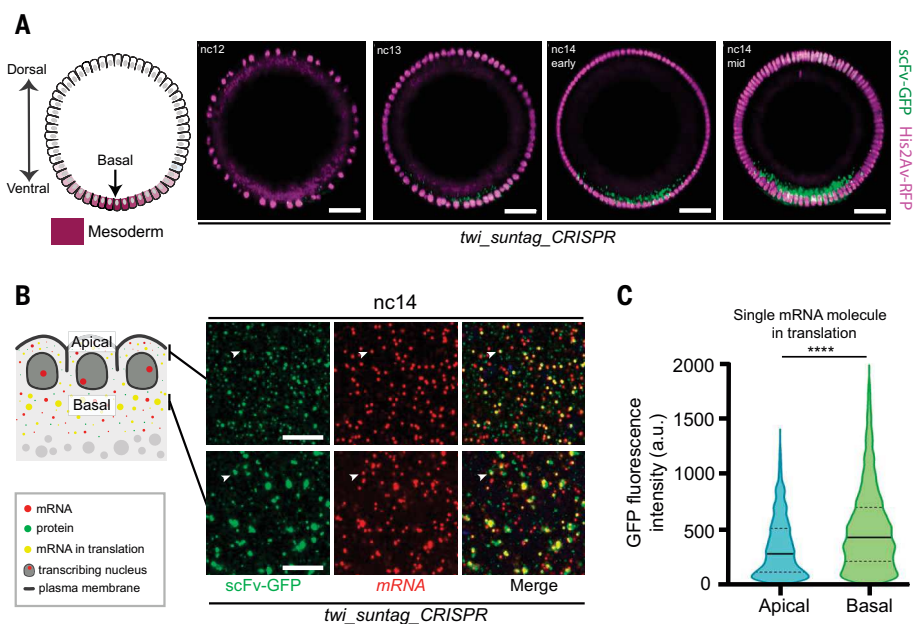 A
Dorsal
Ventral
Basal
Mesoderm
nc12
nc13
nc14
early
nc14
mid
scFv-GFP
His2Av-RFP
twi_suntag_CRISPR
B
nc14
Apical
Basal
mRNA
protein
mRNA in translation
transcribing nucleus
plasma membrane
scFv-GFP
mRNA
Merge
twi_suntag_CRISPR
C
Single mRNA molecule
in translation
****
GFP fluorescence
intensity (a.u.)
2000
1500
1000
500
0
Apical
Basal